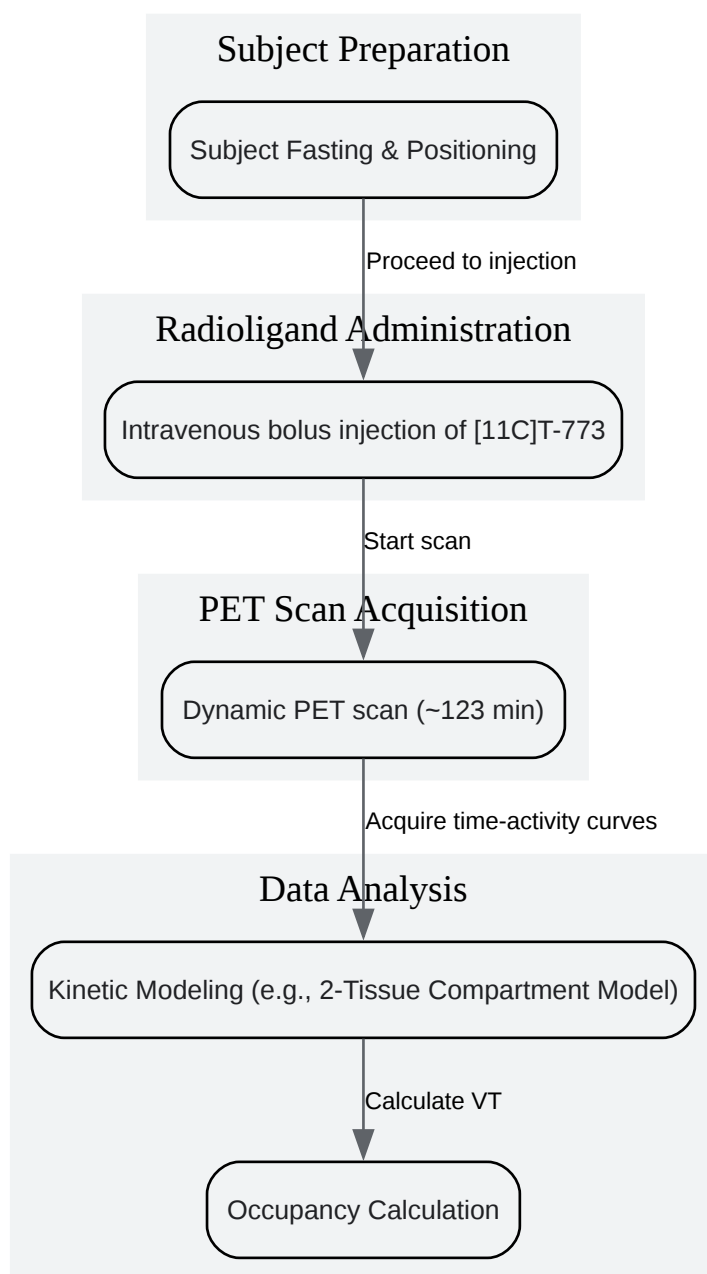 Subject Preparation
Subject Fasting & Positioning
Proceed to injection
Radioligand Administration
Intravenous bolus injection of [11C]T-773
Start scan
PET Scan Acquisition
Dynamic PET scan (~123 min)
Acquire time-activity curves
Data Analysis
Kinetic Modeling (e.g., 2-Tissue Compartment Model)
Calculate VT
Occupancy Calculation